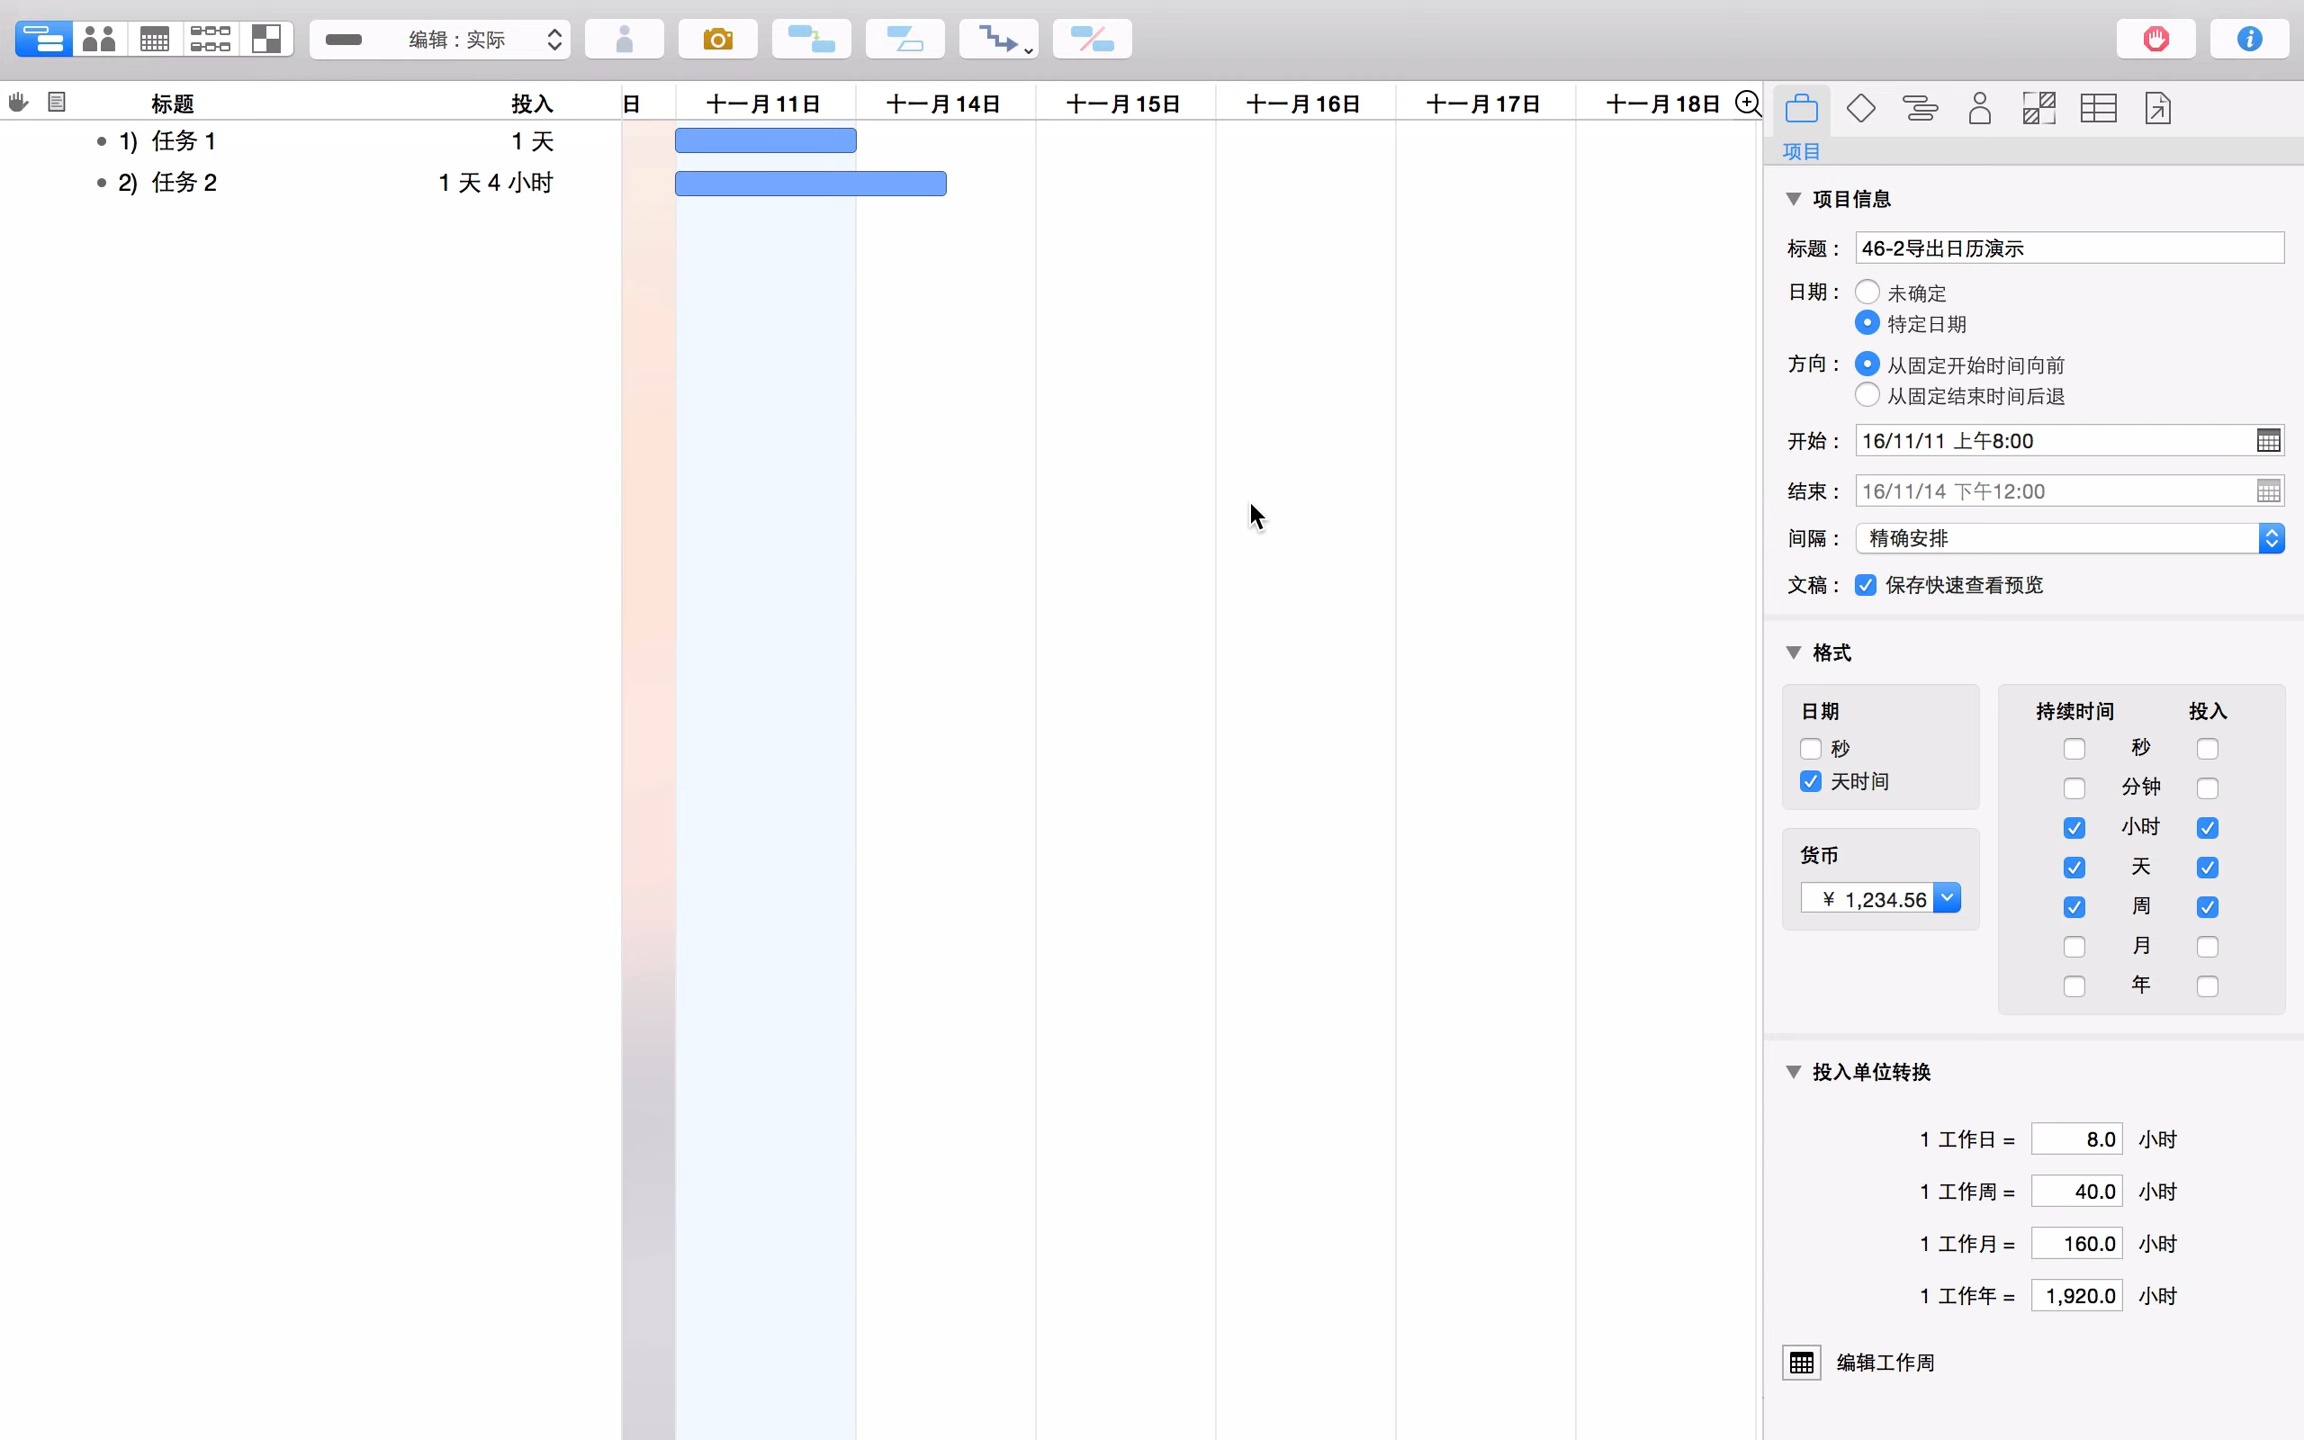 编辑：实际
标题 投入 日 十一月11日 十一月14日 十一月15日 十一月16日 十一月17日 十一月18日
1) 任务 1 1 天
2) 任务 2 1 天 4 小时
项目
项目信息
标题： 46-2导出日历演示
日期： 未确定
特定日期
方向： 从固定开始时间向前
从固定结束时间后退
开始： 16/11/11 上午8:00
结束： 16/11/14 下午12:00
间隔： 精确安排
文稿： 保存快速查看预览
格式
日期
秒
天时间
货币
¥ 1,234.56
持续时间 投入
秒
分钟
小时
天
周
月
年
投入单位转换
1 工作日 = 8.0 小时
1 工作周 = 40.0 小时
1 工作月 = 160.0 小时
1 工作年 = 1,920.0 小时
编辑工作周